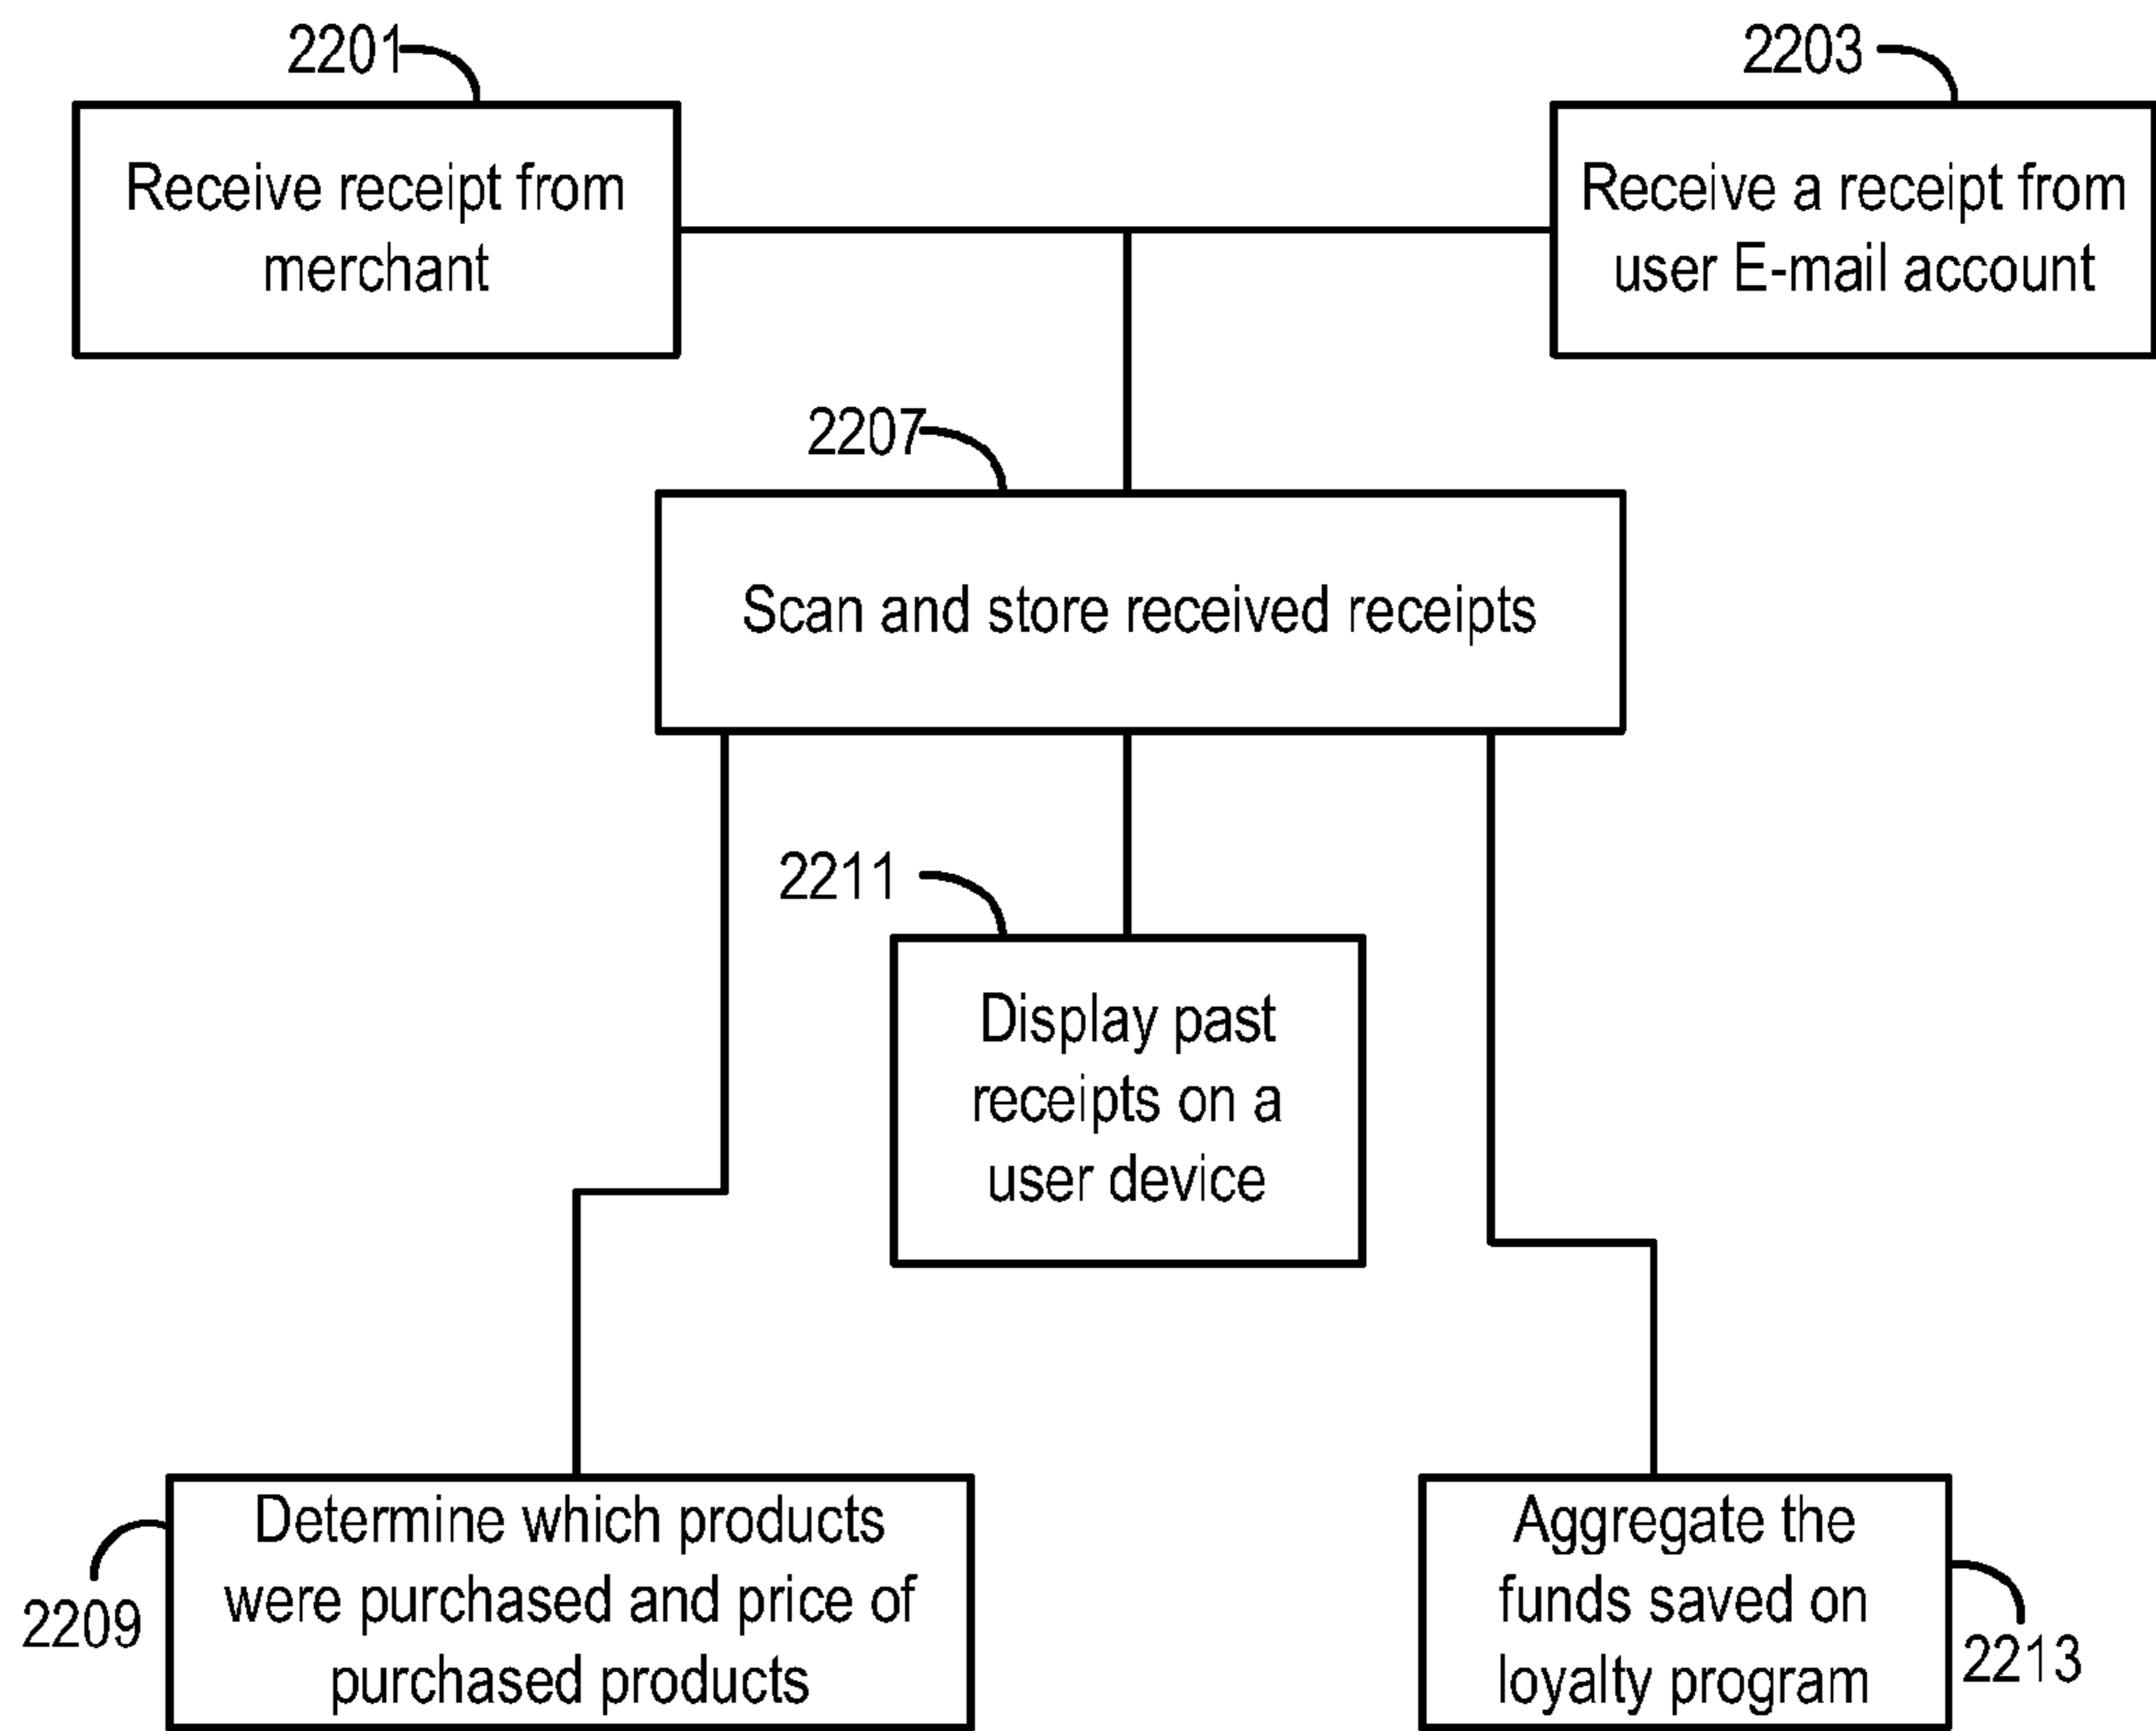 2201
2203
Receive receipt from
merchant
Receive a receipt from
user E-mail account
2207
Scan and store received receipts
2211
Display past
receipts on a
user device
Determine which products
were purchased and price of
purchased products
2209
Aggregate the
funds saved on
loyalty program
2213